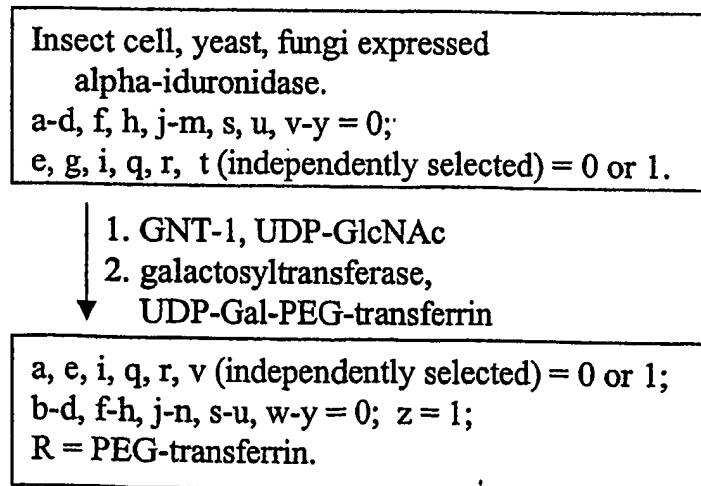 Insect cell, yeast, fungi expressed
alpha-iduronidase.
a-d, f, h, j-m, s, u, v-y = 0;
e, g, i, q, r, t (independently selected) = 0 or 1.
1. GNT-1, UDP-GlcNAc
2. galactosyltransferase,
UDP-Gal-PEG-transferrin
a, e, i, q, r, v (independently selected) = 0 or 1;
b-d, f-h, j-n, s-u, w-y = 0; z = 1;
R = PEG-transferrin.